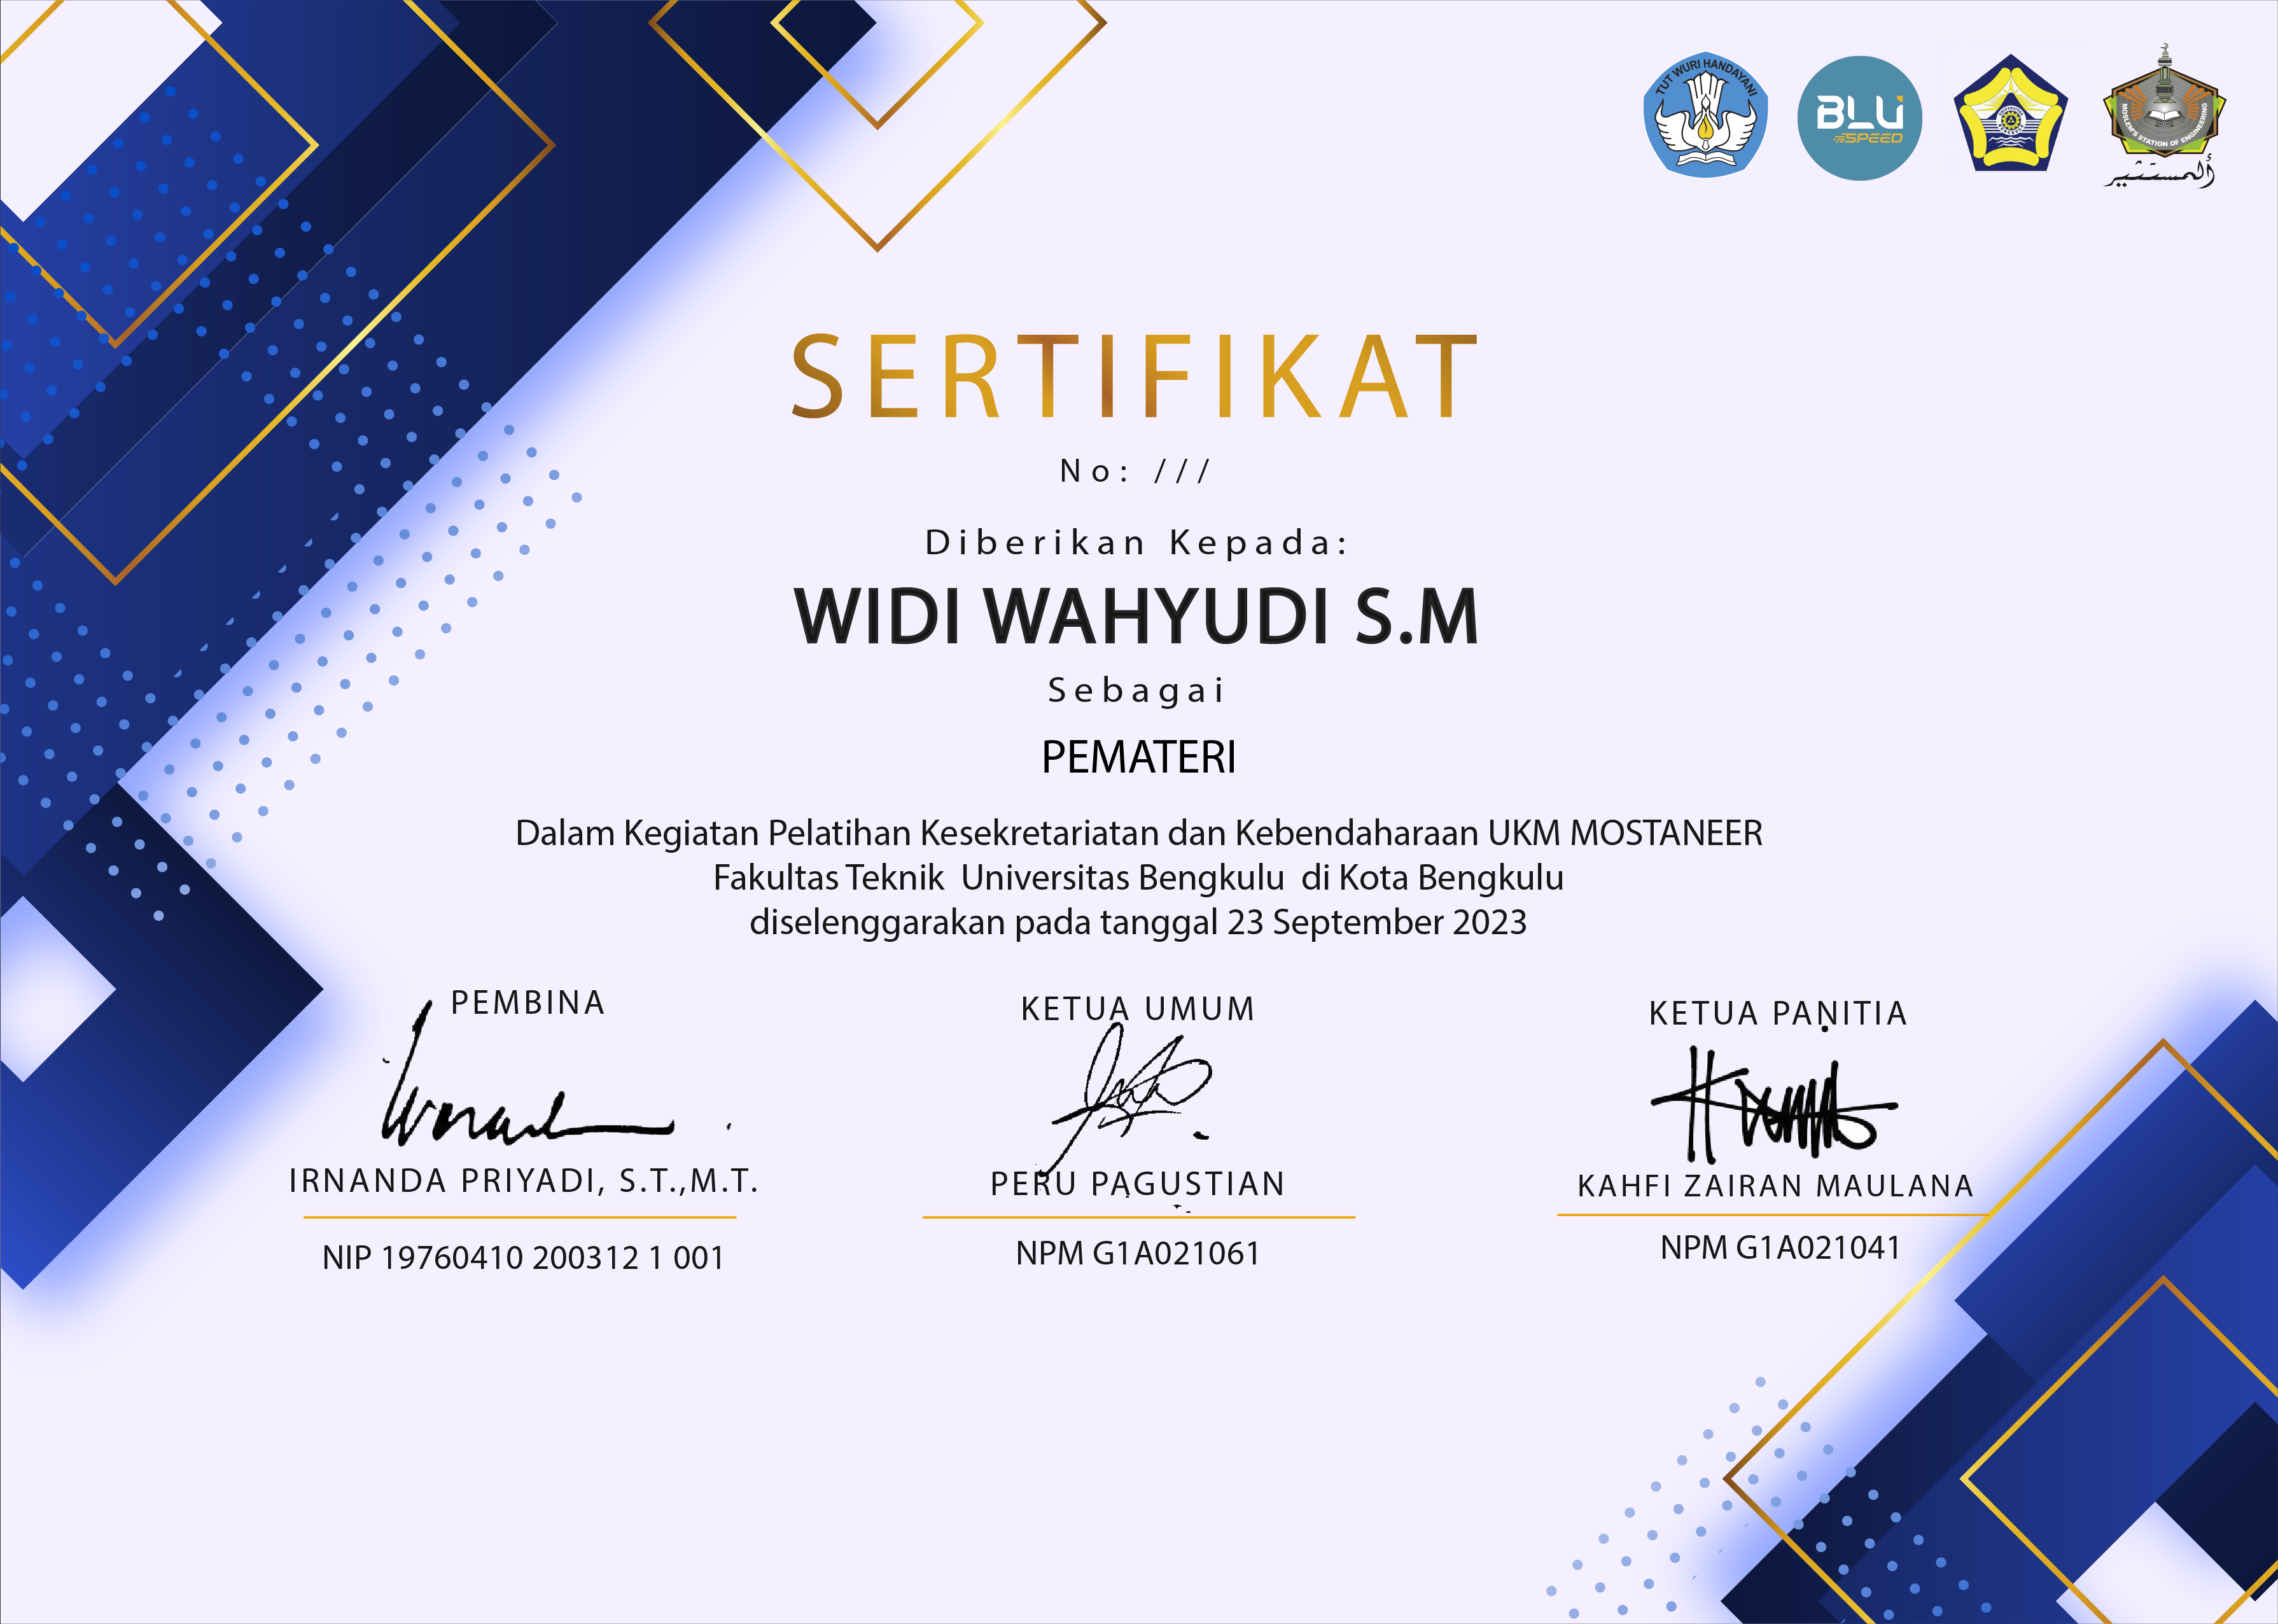 TUT WURI HANDAYANI
BLU
SPEED
MOSLEM'S STATION OF ENGINEERING
المستنير
SERTIFIKAT
No: ///
Diberikan Kepada:
WIDI WAHYUDI S.M
Sebagai
PEMATERI
Dalam Kegiatan Pelatihan Kesekretariatan dan Kebendaharaan UKM MOSTANEER
Fakultas Teknik Universitas Bengkulu di Kota Bengkulu
diselenggarakan pada tanggal 23 September 2023
PEMBINA
IRNANDA PRIYADI, S.T.,M.T.
NIP 19760410 200312 1 001
KETUA UMUM
PERU PAGUSTIAN
NPM G1A021061
KETUA PANITIA
KAHFI ZAIRAN MAULANA
NPM G1A021041